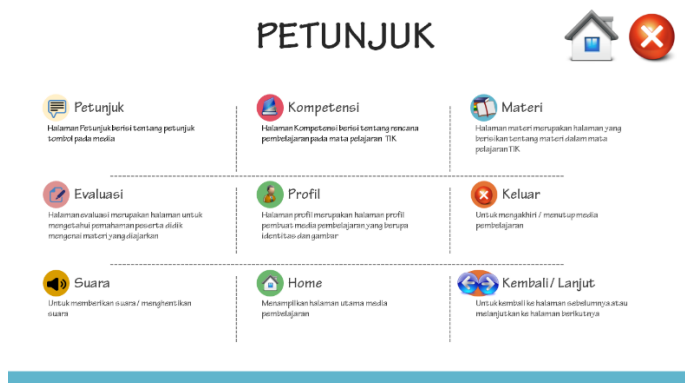 PETUNJUK
Petunjuk
Halaman Petunjuk berisi tentang petunjuk
tombol pada media
Kompetensi
Halaman Kompetensi berisi tentang rencana
pembelajaran pada mata pelajaran TIK
Materi
Halaman materi merupakan halaman yang
berisikan tentang materi dalam mata
pelajaran TIK
Evaluasi
Halaman evaluasi merupakan halaman untuk
mengetahui pemahaman peserta didik
mengenai materi yang diajarkan
Profil
Halaman profil merupakan halaman profil
pembuat media pembelajaran yang berupa
identitas dan gambar
Keluar
Untuk mengakhiri / menutup media
pembelajaran
Suara
Untuk memberikan suara / menghentikan
suara
Home
Menampilkan halaman utama media
pembelajaran
Kembali / Lanjut
Untuk kembali ke halaman sebelumnya atau
melanjutkan ke halaman berikutnya